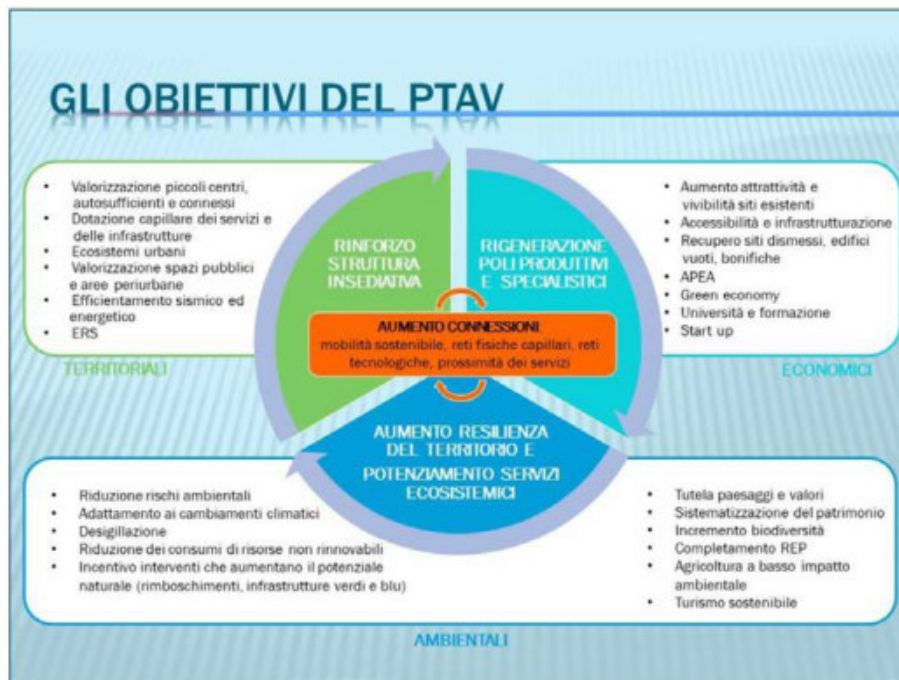 GLI OBIETTIVI DEL PTAV
• Valorizzazione piccoli centri,
autosufficienti e connessi
• Dotazione capillare dei servizi e
delle infrastrutture
• Ecosistemi urbani
• Valorizzazione spazi pubblici
e aree periurbane
• Efficientamento sismico ed
energetico
• ERS
TERRITORIALI
RINFORZO
STRUTTURA
INSEDIATIVA
RIGENERAZIONE
POLI PRODUTTIVI
E SPECIALISTICI
• Aumento attrattività e
vivibilità siti esistenti
• Accessibilità e infrastrutturazione
• Recupero siti dismessi, edifici
vuoti, bonifiche
• APEA
• Green economy
• Università e formazione
• Start up
ECONOMICI
AUMENTO CONNESSIONI:
mobilità sostenibile, reti fisiche capillari, reti
tecnologiche, prossimità dei servizi
AUMENTO RESILIENZA
DEL TERRITORIO E
POTENZIAMENTO SERVIZI
ECOSISTEMICI
• Riduzione rischi ambientali
• Adattamento ai cambiamenti climatici
• Desigillazione
• Riduzione dei consumi di risorse non rinnovabili
• Incentivo interventi che aumentano il potenziale
naturale (rimboschimenti, infrastrutture verdi e blu)
• Tutela paesaggi e valori
• Sistematizzazione del patrimonio
• Incremento biodiversità
• Completamento REP
• Agricoltura a basso impatto
ambientale
• Turismo sostenibile
AMBIENTALI